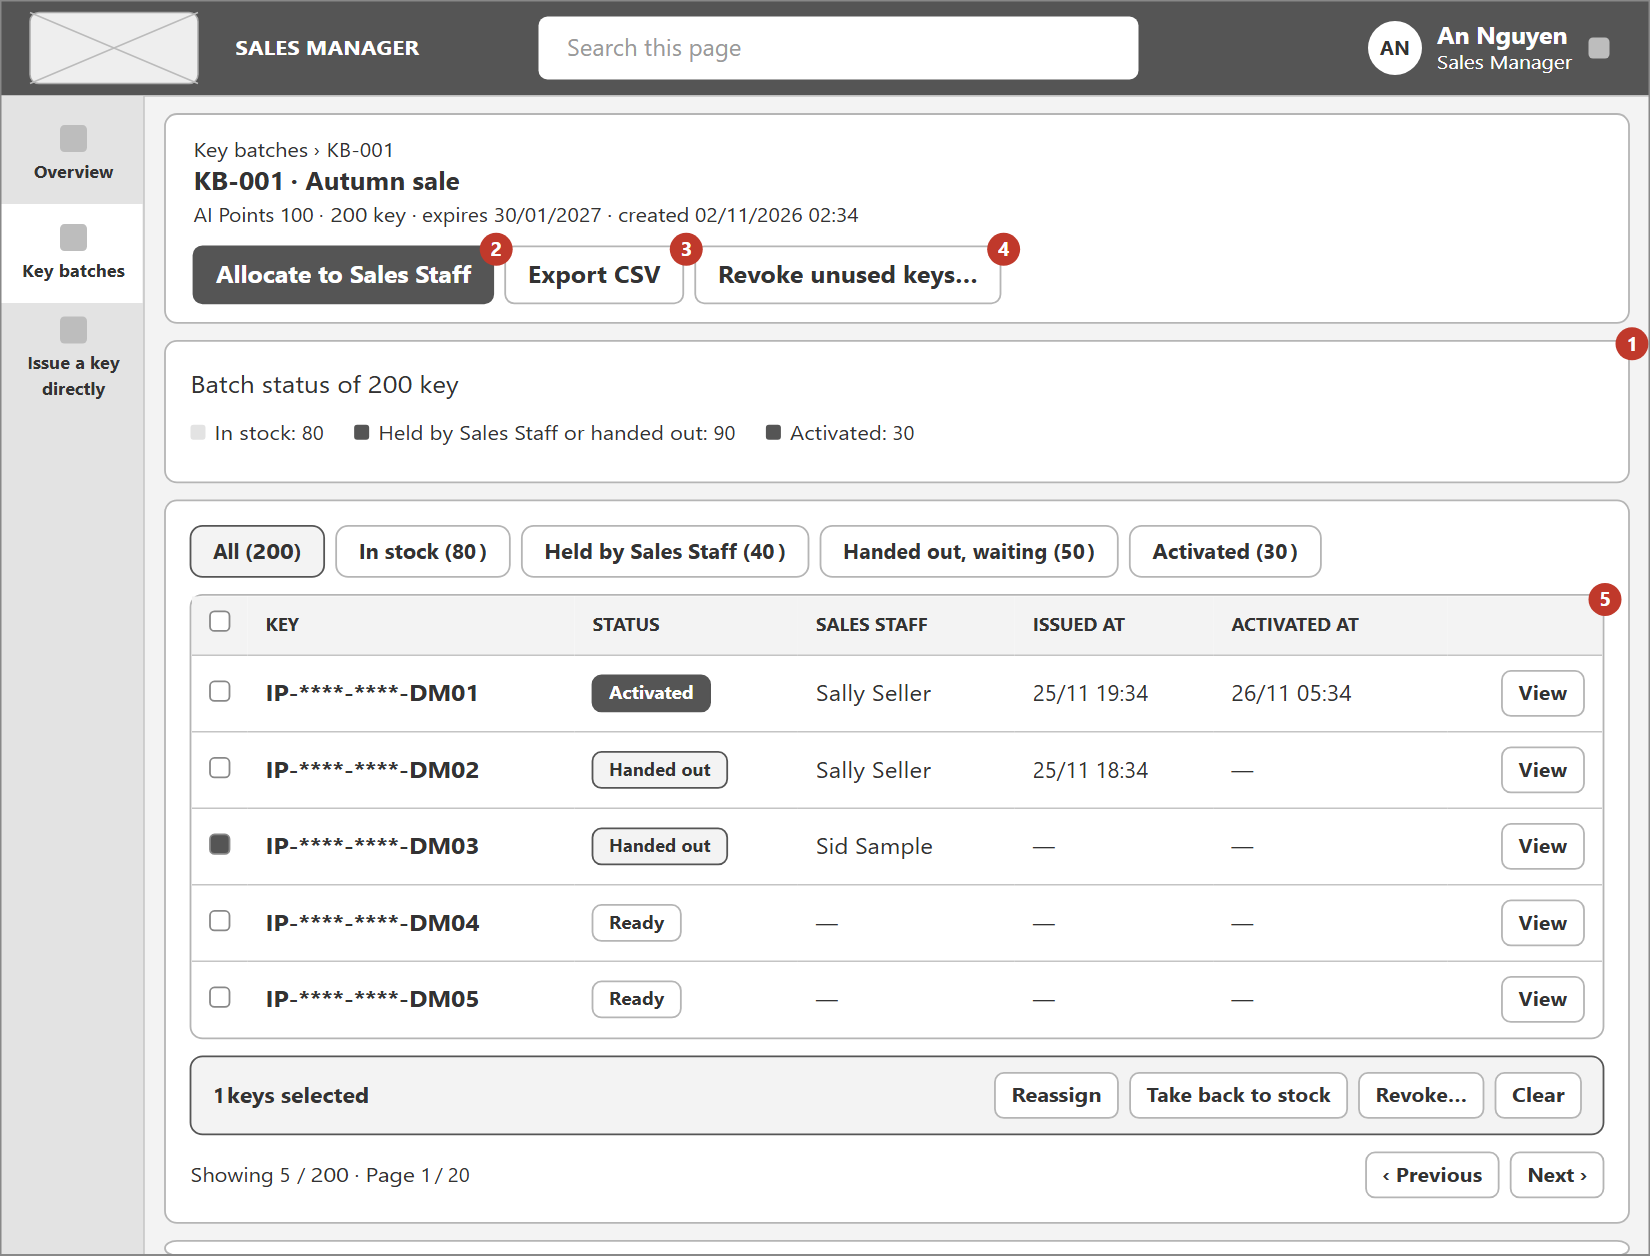 SALES MANAGER
Search this page
AN
An Nguyen
Sales Manager
Overview
Key batches
Issue a key
directly
Key batches › KB-001
KB-001 · Autumn sale
AI Points 100 · 200 key · expires 30/01/2027 · created 02/11/2026 02:34
Allocate to Sales Staff
2
Export CSV
3
Revoke unused keys...
4
1
Batch status of 200 key
In stock: 80
Held by Sales Staff or handed out: 90
Activated: 30
All (200)
In stock (80)
Held by Sales Staff (40)
Handed out, waiting (50)
Activated (30)
5
KEY STATUS SALES STAFF ISSUED AT ACTIVATED AT
IP-****-****-DM01 Activated Sally Seller 25/11 19:34 26/11 05:34 View
IP-****-****-DM02 Handed out Sally Seller 25/11 18:34 — View
IP-****-****-DM03 Handed out Sid Sample — — View
IP-****-****-DM04 Ready — — — View
IP-****-****-DM05 Ready — — — View
1 keys selected
Reassign
Take back to stock
Revoke...
Clear
Showing 5 / 200 · Page 1 / 20
‹ Previous
Next ›